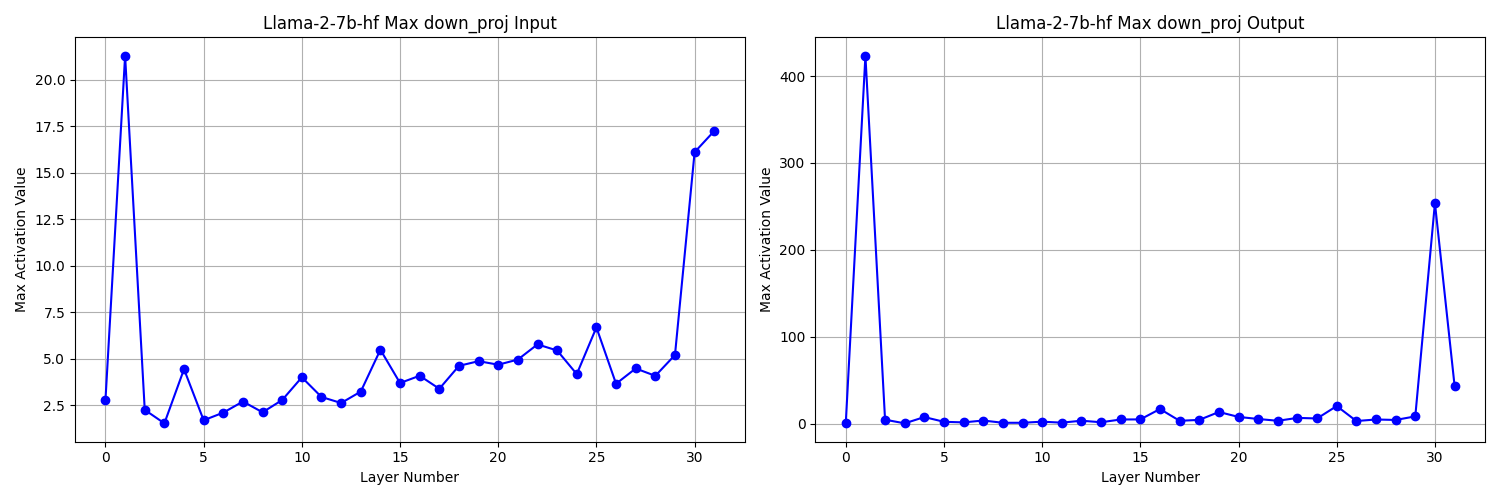 Llama-2-7b-hf Max down_proj Input
Max Activation Value
20.0
17.5
15.0
12.5
10.0
7.5
5.0
2.5
0 5 10 15 20 25 30
Layer Number
Llama-2-7b-hf Max down_proj Output
Max Activation Value
400
300
200
100
0
0 5 10 15 20 25 30
Layer Number